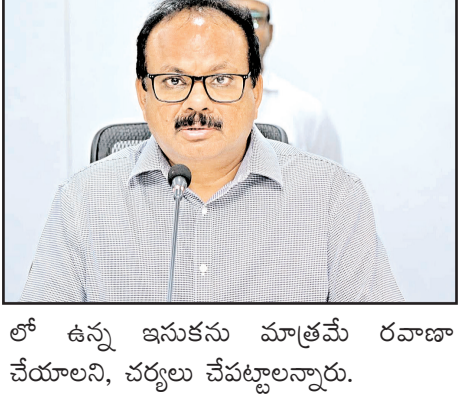 లో ఉన్న ఇసుకను మాత్రమే రవాణా
చేయాలని, చర్యలు చేపట్టాలన్నారు.